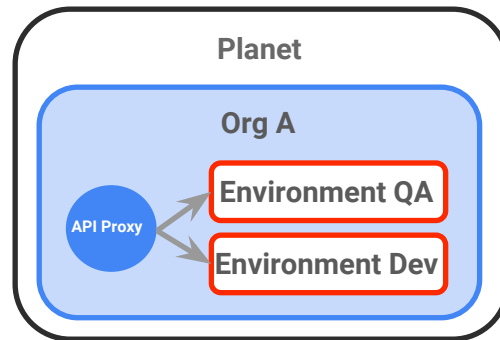 Planet
Org A
API Proxy
Environment QA
Environment Dev